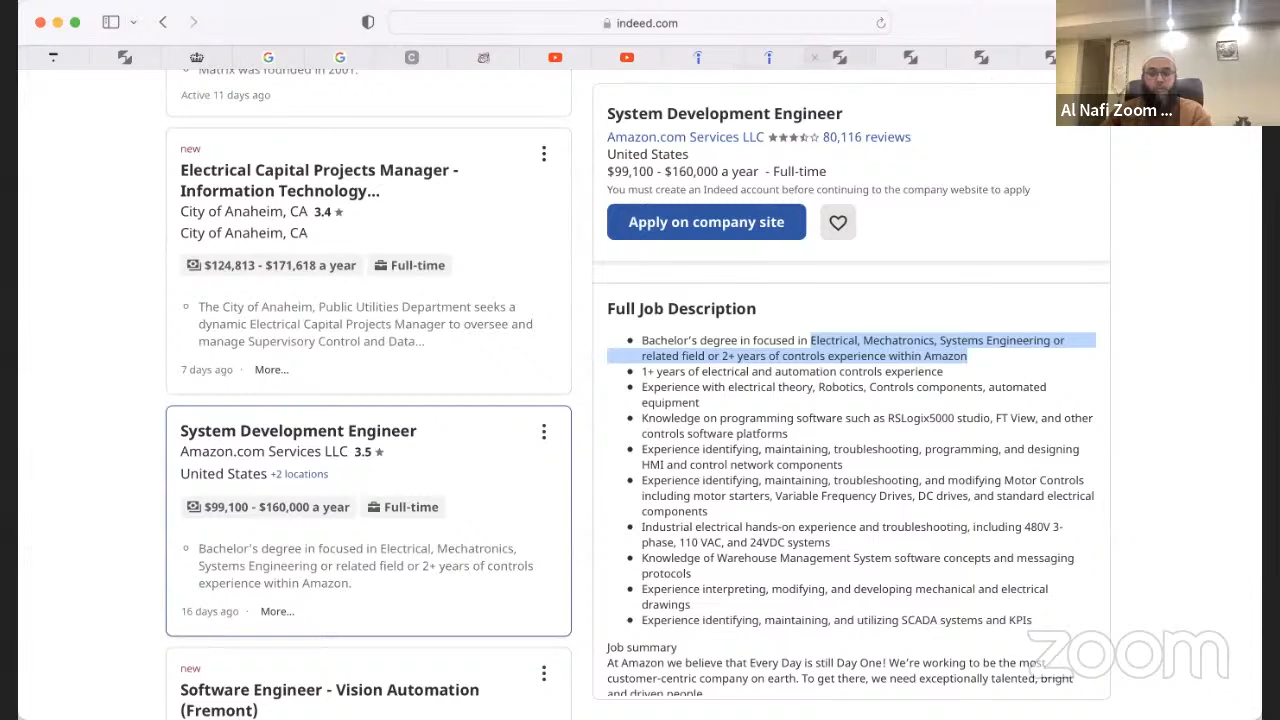 indeed.com
Matrix was founded in 2001.
Active 11 days ago
new
Electrical Capital Projects Manager -
Information Technology...
City of Anaheim, CA 3.4 ★
City of Anaheim, CA
$124,813 - $171,618 a year Full-time
The City of Anaheim, Public Utilities Department seeks a
dynamic Electrical Capital Projects Manager to oversee and
manage Supervisory Control and Data...
7 days ago · More...
System Development Engineer
Amazon.com Services LLC 3.5 ★
United States +2 locations
$99,100 - $160,000 a year Full-time
Bachelor's degree in focused in Electrical, Mechatronics,
Systems Engineering or related field or 2+ years of controls
experience within Amazon.
16 days ago · More...
new
Software Engineer - Vision Automation
(Fremont)
System Development Engineer
Amazon.com Services LLC 80,116 reviews
United States
$99,100 - $160,000 a year - Full-time
You must create an Indeed account before continuing to the company website to apply
Apply on company site
Full Job Description
Bachelor's degree in focused in Electrical, Mechatronics, Systems Engineering or
related field or 2+ years of controls experience within Amazon
1+ years of electrical and automation controls experience
Experience with electrical theory, Robotics, Controls components, automated
equipment
Knowledge on programming software such as RSLogix5000 studio, FT View, and other
controls software platforms
Experience identifying, maintaining, troubleshooting, programming, and designing
HMI and control network components
Experience identifying, maintaining, troubleshooting, and modifying Motor Controls
including motor starters, Variable Frequency Drives, DC drives, and standard electrical
components
Industrial electrical hands-on experience and troubleshooting, including 480V 3-
phase, 110 VAC, and 24VDC systems
Knowledge of Warehouse Management System software concepts and messaging
protocols
Experience interpreting, modifying, and developing mechanical and electrical
drawings
Experience identifying, maintaining, and utilizing SCADA systems and KPIs
Job summary
At Amazon we believe that Every Day is still Day One! We're working to be the most
customer-centric company on earth. To get there, we need exceptionally talented, bright
and driven people
Al Nafi Zoom ...
zoom